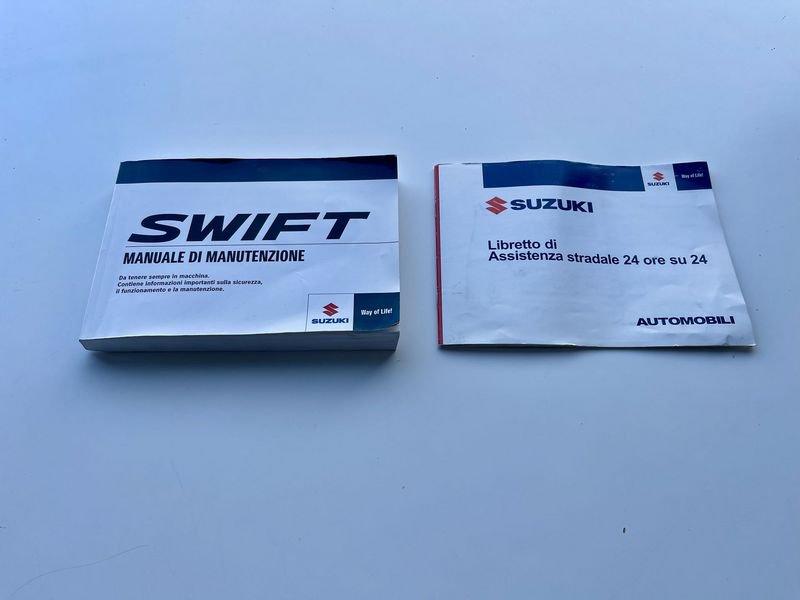 SWIFT
MANUALE DI MANUTENZIONE
Da tenere sempre in macchina.
Contiene informazioni importanti sulla sicurezza,
il funzionamento e la manutenzione.
SUZUKI
Way of Life!
SUZUKI
Way of Life!
SUZUKI
Libretto di
Assistenza stradale 24 ore su 24
AUTOMOBILI